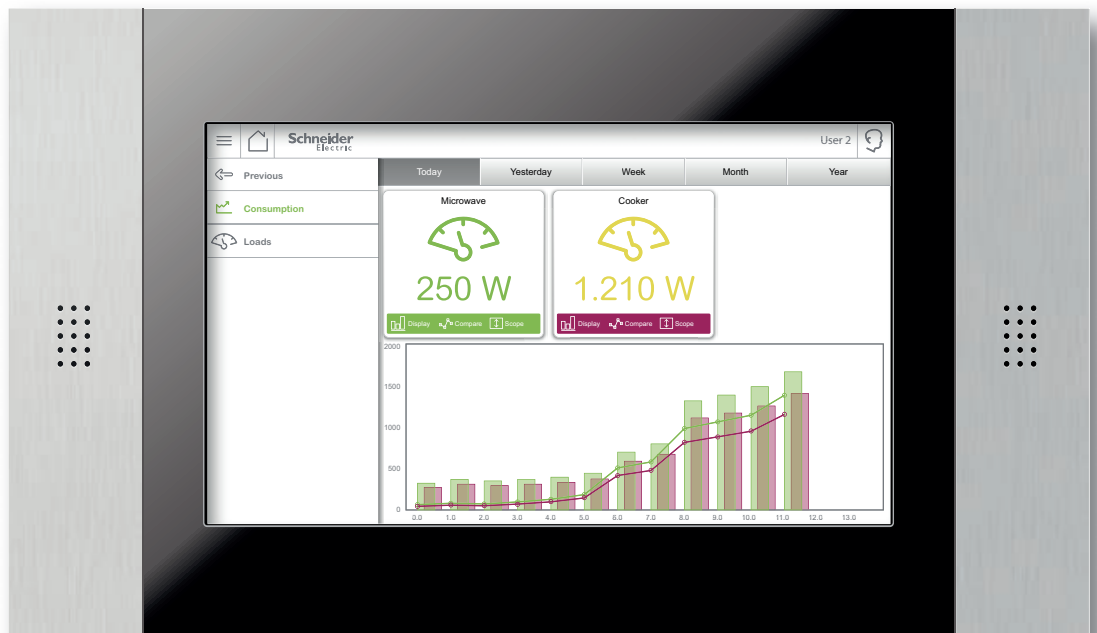 Schneider
Electric
User 2
Previous
Consumption
Loads
Today
Yesterday
Week
Month
Year
Microwave
250 W
Display
Compare
Scope
Cooker
1.210 W
Display
Compare
Scope
2000
1500
1000
500
0
0.0 1.0 2.0 3.0 4.0 5.0 6.0 7.0 8.0 9.0 10.0 11.0 12.0 13.0